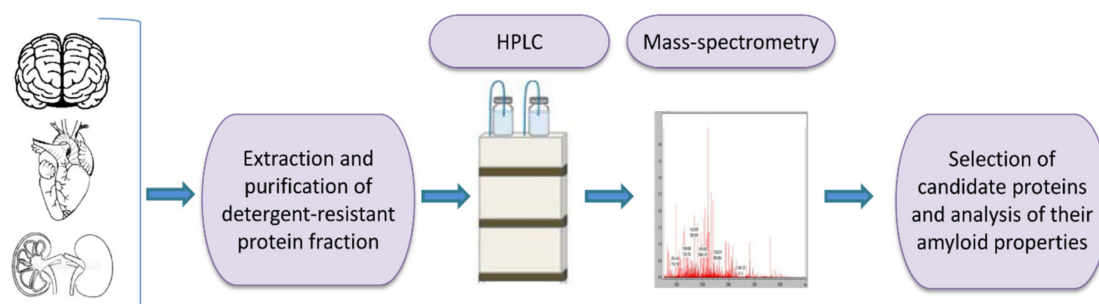 HPLC
Mass-spectrometry
Extraction and
purification of
detergent-resistant
protein fraction
Selection of
candidate proteins
and analysis of their
amyloid properties